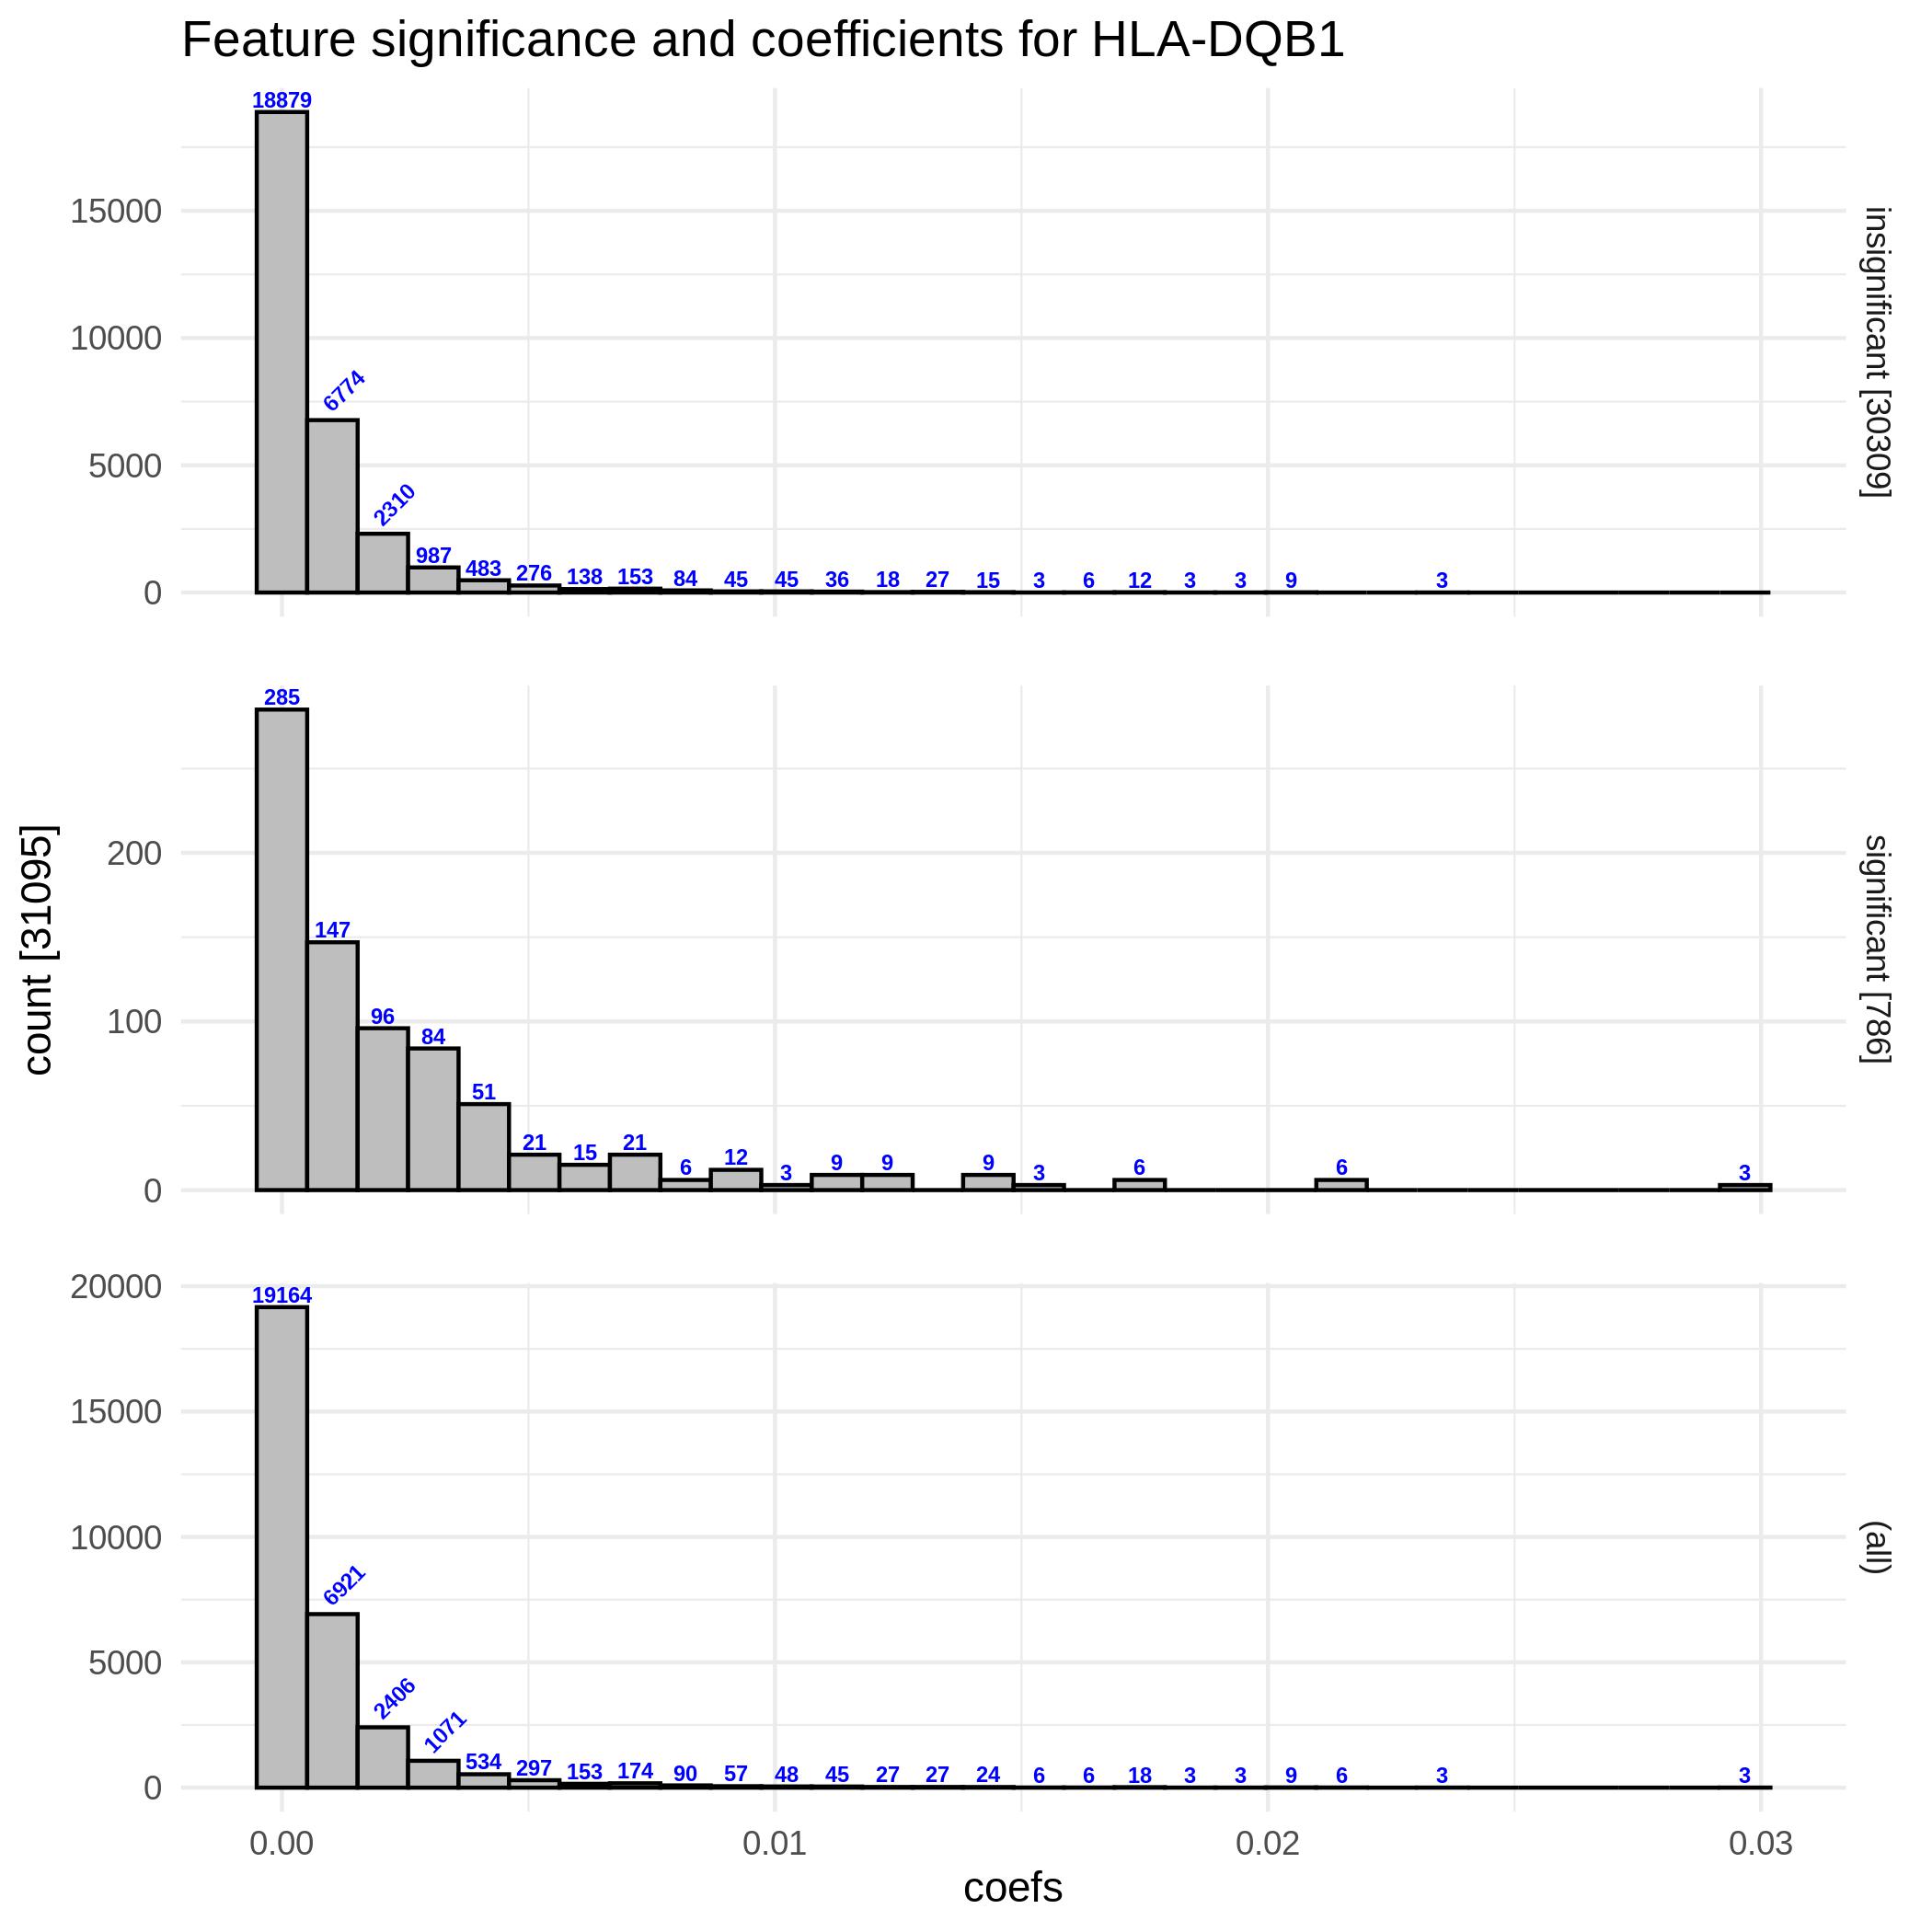 Feature significance and coefficients for HLA-DQB1
18879
6774
2310
987 483 276 138 153 84 45 45 36 18 27 15 3 6 12 3 3 9 3
15000
10000
5000
0
insignificant [30309]
285
147
96
84
51
21 15 21 6 12 3 9 9 9 3 6 6 3
200
100
0
significant [786]
count [31095]
19164
6921
2406
1071
534 297 153 174 90 57 48 45 27 27 24 6 6 18 3 3 9 6 3 3
20000
15000
10000
5000
0
(all)
0.00 0.01 0.02 0.03
coefs